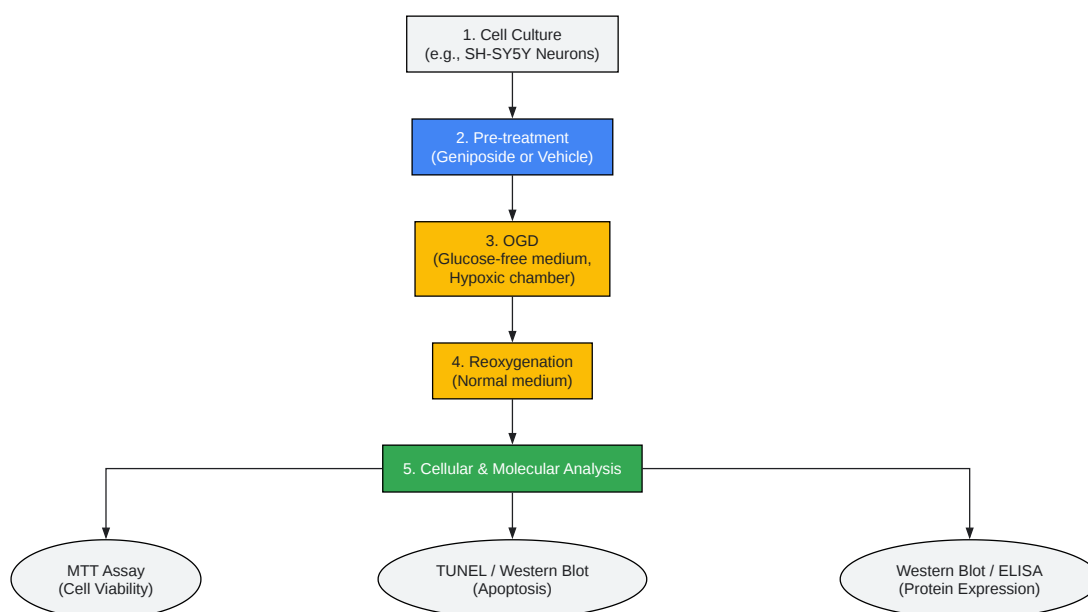 1. Cell Culture
(e.g., SH-SY5Y Neurons)
2. Pre-treatment
(Geniposide or Vehicle)
3. OGD
(Glucose-free medium,
Hypoxic chamber)
4. Reoxygenation
(Normal medium)
5. Cellular & Molecular Analysis
MTT Assay
(Cell Viability)
TUNEL / Western Blot
(Apoptosis)
Western Blot / ELISA
(Protein Expression)